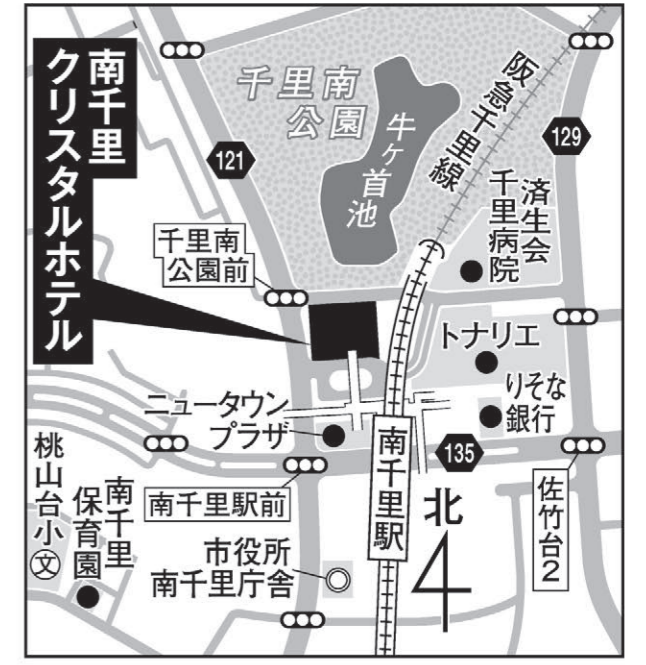 南千里
クリスタルホテル
千里南
公園
牛ケ首池
阪急千里線
121
129
済生会
千里病院
千里南
公園前
トナリエ
りそな
銀行
ニュータウン
プラザ
135
南千里駅
南千里駅前
北
佐竹台2
桃山台小
文
南千里
保育園
市役所
南千里庁舎